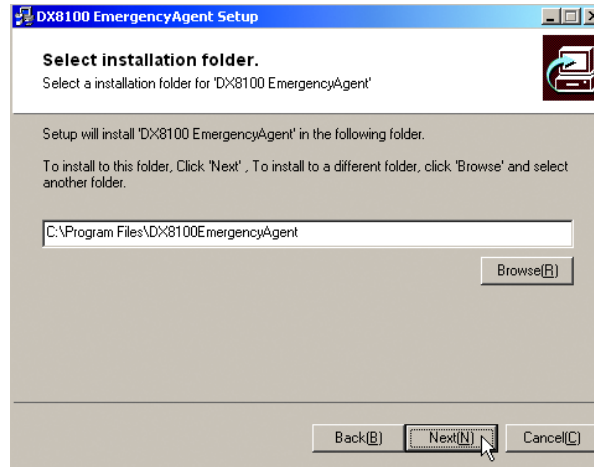 DX8100 EmergencyAgent Setup
Select installation folder.
Select a installation folder for 'DX8100 EmergencyAgent'
Setup will install 'DX8100 EmergencyAgent' in the following folder.
To install to this folder, Click 'Next' , To install to a different folder, click 'Browse' and select
another folder.
C:\Program Files\DX8100EmergencyAgent
Browse(R)
Back(B) Next(N) Cancel(C)